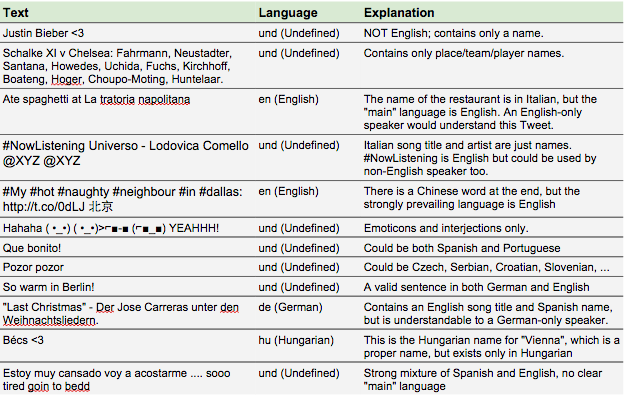 Text Language Explanation
Justin Bieber <3 und (Undefined) NOT English; contains only a name.
Schalke XI v Chelsea: Fahrmann, Neustadter, und (Undefined) Contains only place/team/player names.
Santana, Howedes, Uchida, Fuchs, Kirchhoff,
Boateng, Hoger, Choupo-Moting, Huntelaar.
Ate spaghetti at La tratoria napolitana en (English) The name of the restaurant is in Italian, but the
"main" language is English. An English-only
speaker would understand this Tweet.
#NowListening Universo - Lodovica Comello und (Undefined) Italian song title and artist are just names.
@XYZ @XYZ #NowListening is English but could be used by
non-English speaker too.
#My #hot #naughty #neighbour #in #dallas: en (English) There is a Chinese word at the end, but the
http://t.co/0dLJ 北京 strongly prevailing language is English
Hahaha ( •_•) ( •_•)>⌐■-■ (⌐■_■) YEAHHH! und (Undefined) Emoticons and interjections only.
Que bonito! und (Undefined) Could be both Spanish and Portuguese
Pozor pozor und (Undefined) Could be Czech, Serbian, Croatian, Slovenian, ...
So warm in Berlin! und (Undefined) A valid sentence in both German and English
"Last Christmas" - Der Jose Carreras unter den de (German) Contains an English song title and Spanish name,
Weihnachtsliedern. but is understandable to a German-only speaker.
Bécs <3 hu (Hungarian) This is the Hungarian name for "Vienna", which is a
proper name, but exists only in Hungarian
Estoy muy cansado voy a acostarme .... sooo und (Undefined) Strong mixture of Spanish and English, no clear
tired goin to bedd "main" language